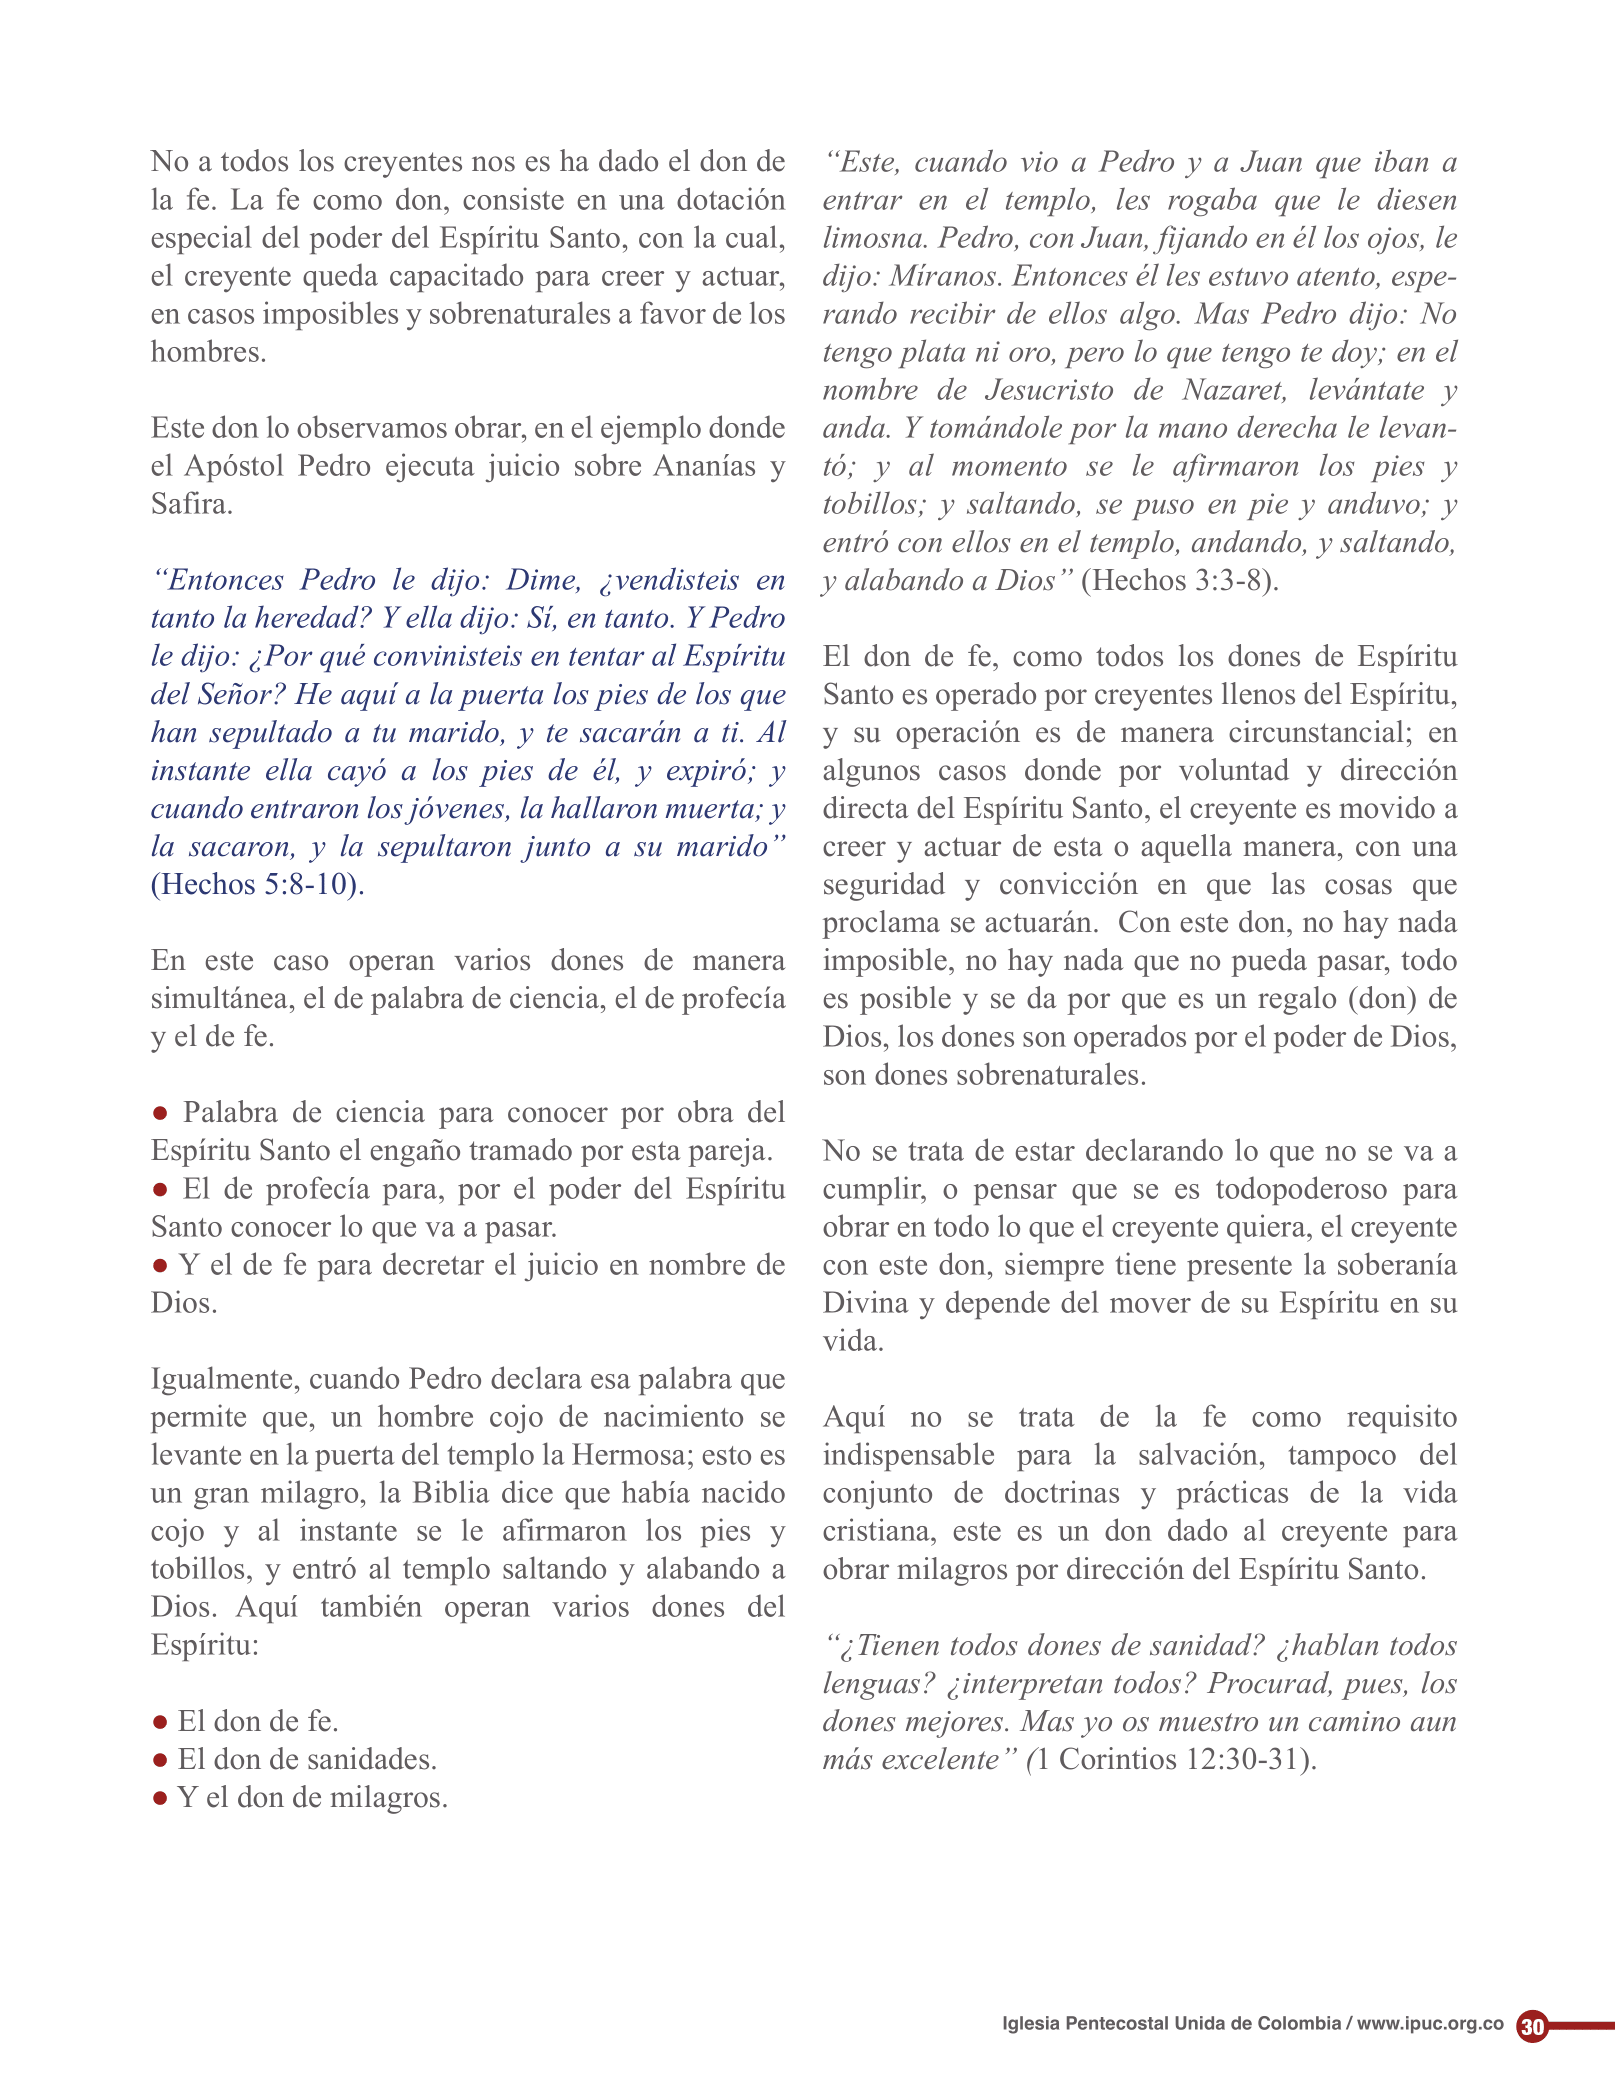 No a todos los creyentes nos es ha dado el don de
la fe. La fe como don, consiste en una dotación
especial del poder del Espíritu Santo, con la cual,
el creyente queda capacitado para creer y actuar,
en casos imposibles y sobrenaturales a favor de los
hombres.
Este don lo observamos obrar, en el ejemplo donde
el Apóstol Pedro ejecuta juicio sobre Ananías y
Safira.
“Entonces Pedro le dijo: Dime, ¿vendisteis en
tanto la heredad? Y ella dijo: Sí, en tanto. Y Pedro
le dijo: ¿Por qué convinisteis en tentar al Espíritu
del Señor? He aquí a la puerta los pies de los que
han sepultado a tu marido, y te sacarán a ti. Al
instante ella cayó a los pies de él, y expiró; y
cuando entraron los jóvenes, la hallaron muerta; y
la sacaron, y la sepultaron junto a su marido”
(Hechos 5:8-10).
En este caso operan varios dones de manera
simultánea, el de palabra de ciencia, el de profecía
y el de fe.
● Palabra de ciencia para conocer por obra del
Espíritu Santo el engaño tramado por esta pareja.
● El de profecía para, por el poder del Espíritu
Santo conocer lo que va a pasar.
● Y el de fe para decretar el juicio en nombre de
Dios.
Igualmente, cuando Pedro declara esa palabra que
permite que, un hombre cojo de nacimiento se
levante en la puerta del templo la Hermosa; esto es
un gran milagro, la Biblia dice que había nacido
cojo y al instante se le afirmaron los pies y
tobillos, y entró al templo saltando y alabando a
Dios. Aquí también operan varios dones del
Espíritu:
● El don de fe.
● El don de sanidades.
● Y el don de milagros.
“Este, cuando vio a Pedro y a Juan que iban a
entrar en el templo, les rogaba que le diesen
limosna. Pedro, con Juan, fijando en él los ojos, le
dijo: Míranos. Entonces él les estuvo atento, espe-
rando recibir de ellos algo. Mas Pedro dijo: No
tengo plata ni oro, pero lo que tengo te doy; en el
nombre de Jesucristo de Nazaret, levántate y
anda. Y tomándole por la mano derecha le levan-
tó; y al momento se le afirmaron los pies y
tobillos; y saltando, se puso en pie y anduvo; y
entró con ellos en el templo, andando, y saltando,
y alabando a Dios” (Hechos 3:3-8).
El don de fe, como todos los dones de Espíritu
Santo es operado por creyentes llenos del Espíritu,
y su operación es de manera circunstancial; en
algunos casos donde por voluntad y dirección
directa del Espíritu Santo, el creyente es movido a
creer y actuar de esta o aquella manera, con una
seguridad y convicción en que las cosas que
proclama se actuarán.  Con este don, no hay nada
imposible, no hay nada que no pueda pasar, todo
es posible y se da por que es un regalo (don) de
Dios, los dones son operados por el poder de Dios,
son dones sobrenaturales.
No se trata de estar declarando lo que no se va a
cumplir, o pensar que se es todopoderoso para
obrar en todo lo que el creyente quiera, el creyente
con este don, siempre tiene presente la soberanía
Divina y depende del mover de su Espíritu en su
vida.
Aquí no se trata de la fe como requisito
indispensable para la salvación, tampoco del
conjunto de doctrinas y prácticas de la vida
cristiana, este es un don dado al creyente para
obrar milagros por dirección del Espíritu Santo.
“¿Tienen todos dones de sanidad? ¿hablan todos
lenguas? ¿interpretan todos? Procurad, pues, los
dones mejores. Mas yo os muestro un camino aun
más excelente” (1 Corintios 12:30-31).
Iglesia Pentecostal Unida de Colombia / www.ipuc.org.co 30